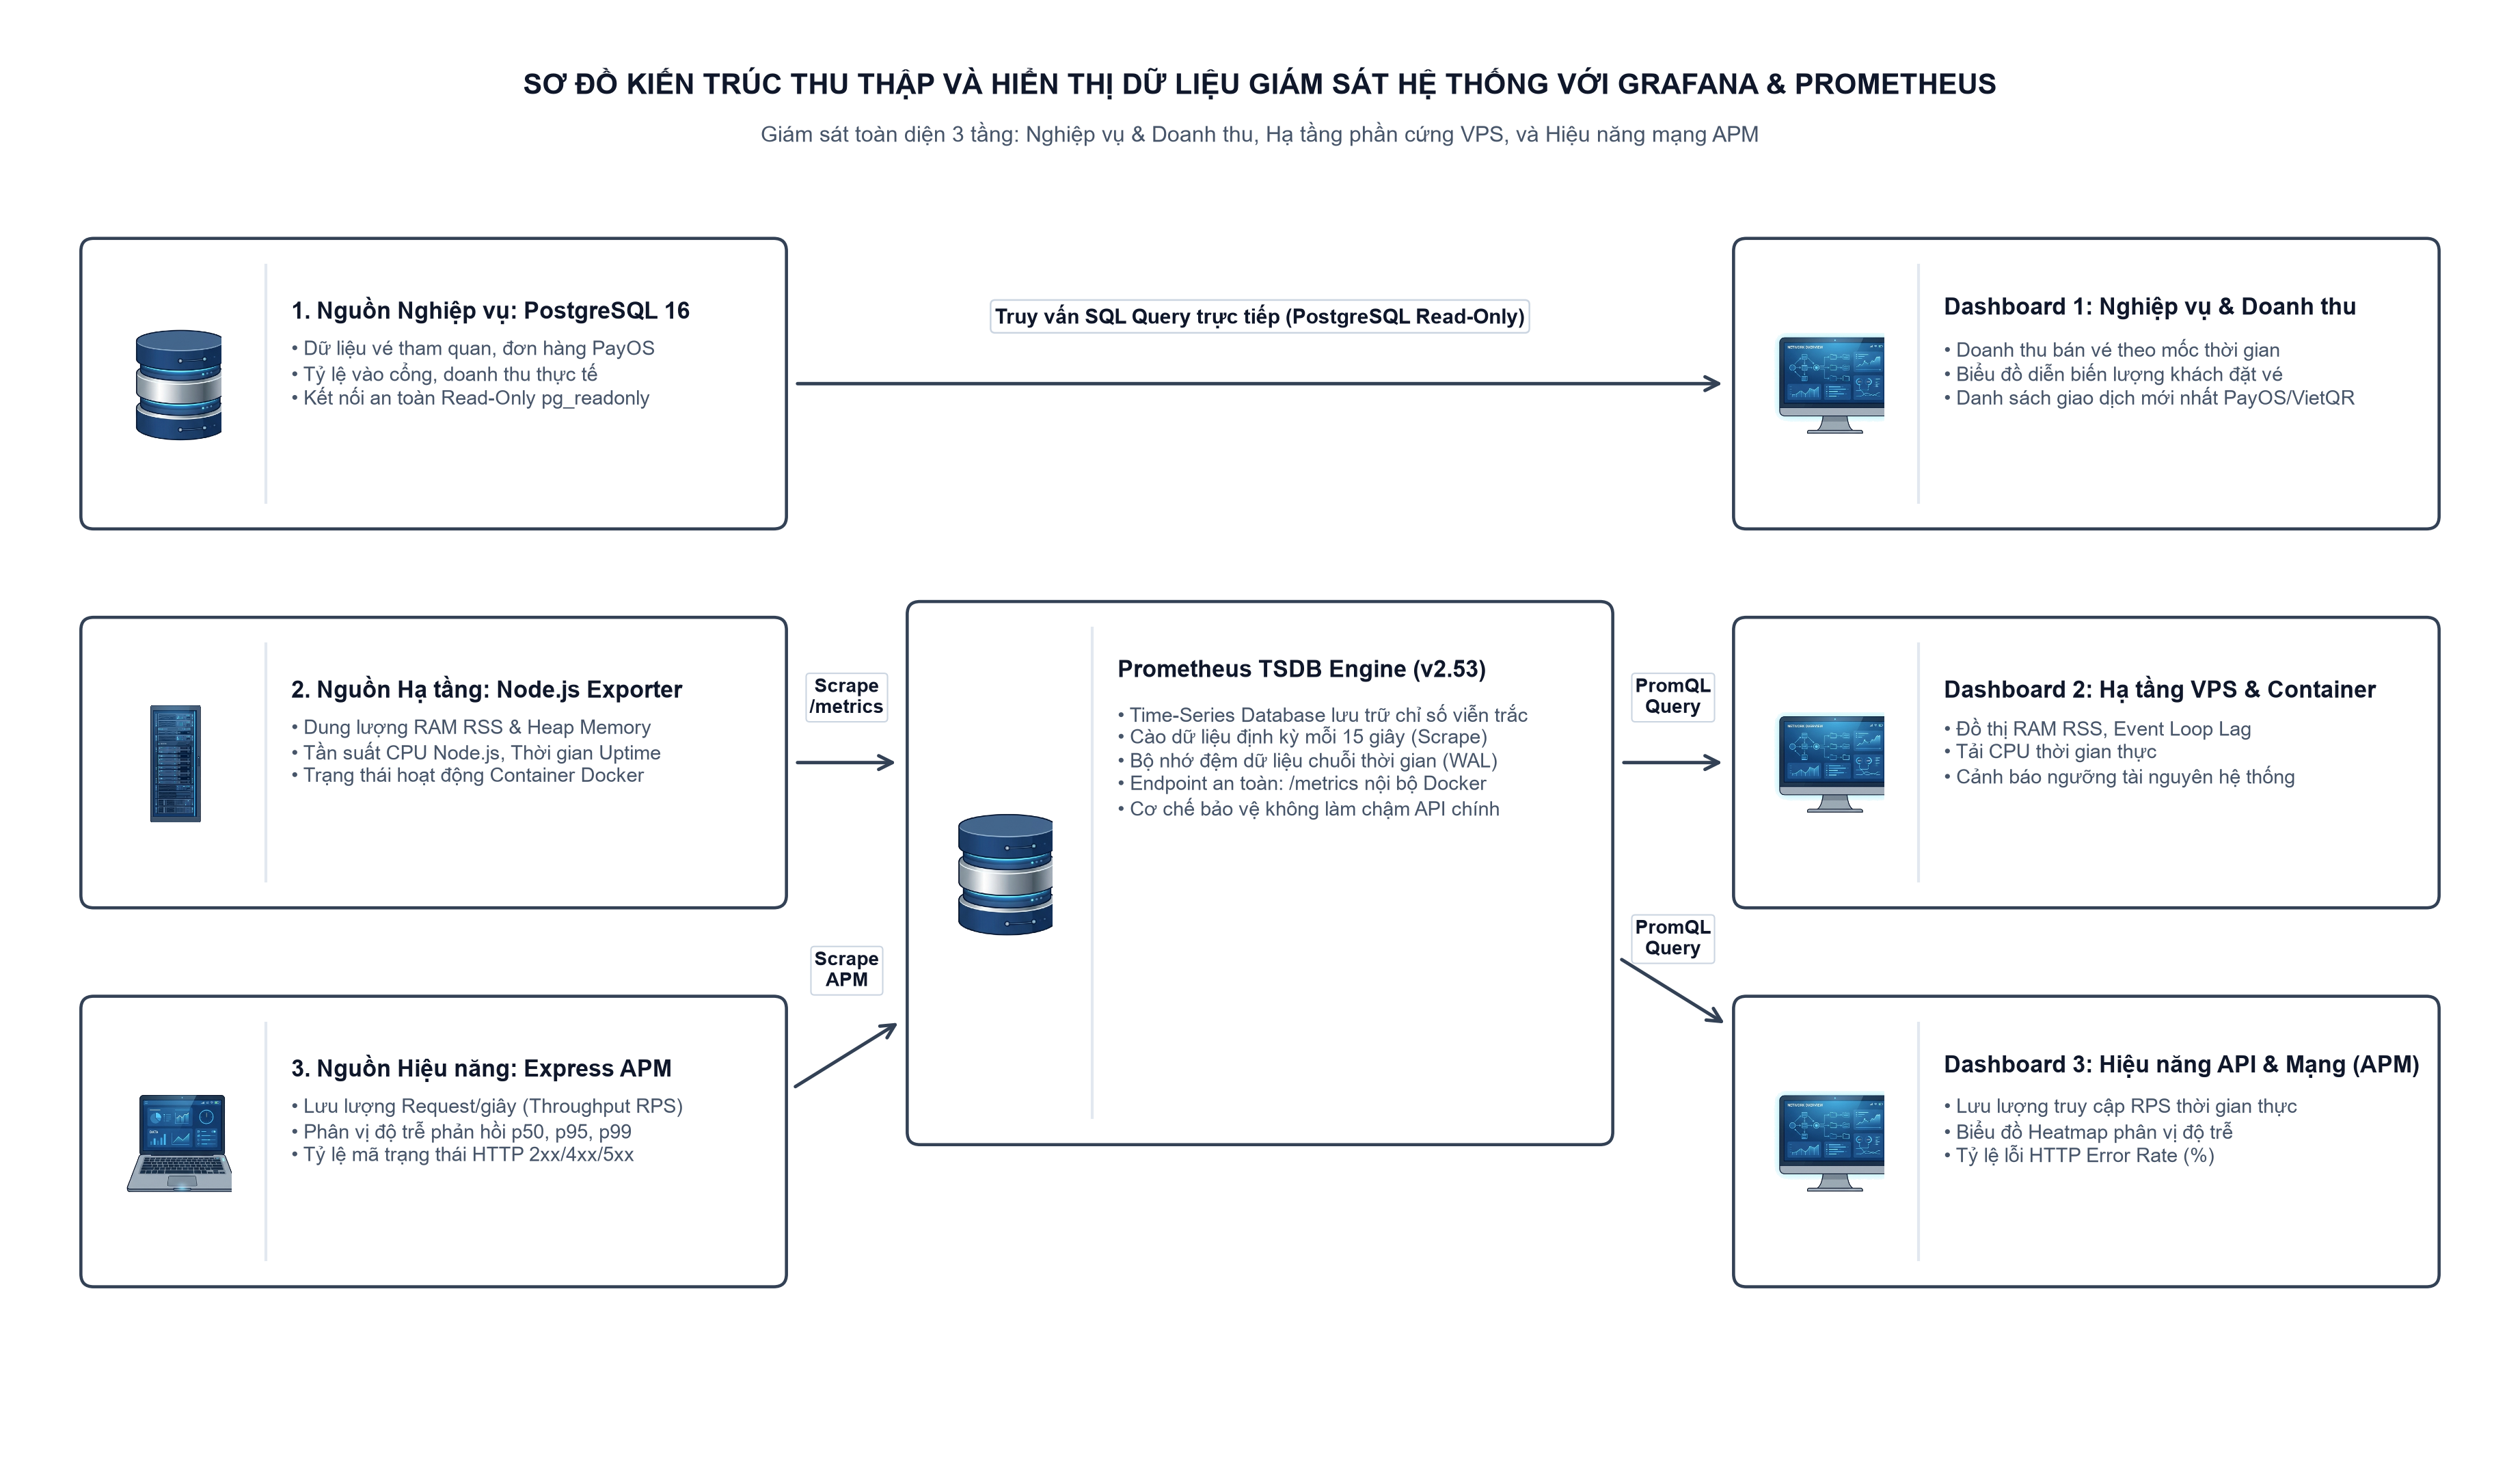 SƠ ĐỒ KIẾN TRÚC THU THẬP VÀ HIỂN THỊ DỮ LIỆU GIÁM SÁT HỆ THỐNG VỚI GRAFANA & PROMETHEUS
Giám sát toàn diện 3 tầng: Nghiệp vụ & Doanh thu, Hạ tầng phần cứng VPS, và Hiệu năng mạng APM
1. Nguồn Nghiệp vụ: PostgreSQL 16
• Dữ liệu vé tham quan, đơn hàng PayOS
• Tỷ lệ vào cổng, doanh thu thực tế
• Kết nối an toàn Read-Only pg_readonly
Truy vấn SQL Query trực tiếp (PostgreSQL Read-Only)
Dashboard 1: Nghiệp vụ & Doanh thu
• Doanh thu bán vé theo mốc thời gian
• Biểu đồ diễn biến lượng khách đặt vé
• Danh sách giao dịch mới nhất PayOS/VietQR
NETWORK OVERVIEW
2. Nguồn Hạ tầng: Node.js Exporter
• Dung lượng RAM RSS & Heap Memory
• Tần suất CPU Node.js, Thời gian Uptime
• Trạng thái hoạt động Container Docker
Scrape
/metrics
Prometheus TSDB Engine (v2.53)
• Time-Series Database lưu trữ chỉ số viễn trắc
• Cào dữ liệu định kỳ mỗi 15 giây (Scrape)
• Bộ nhớ đệm dữ liệu chuỗi thời gian (WAL)
• Endpoint an toàn: /metrics nội bộ Docker
• Cơ chế bảo vệ không làm chậm API chính
PromQL
Query
Dashboard 2: Hạ tầng VPS & Container
• Đồ thị RAM RSS, Event Loop Lag
• Tải CPU thời gian thực
• Cảnh báo ngưỡng tài nguyên hệ thống
NETWORK OVERVIEW
3. Nguồn Hiệu năng: Express APM
• Lưu lượng Request/giây (Throughput RPS)
• Phân vị độ trễ phản hồi p50, p95, p99
• Tỷ lệ mã trạng thái HTTP 2xx/4xx/5xx
Scrape
APM
PromQL
Query
Dashboard 3: Hiệu năng API & Mạng (APM)
• Lưu lượng truy cập RPS thời gian thực
• Biểu đồ Heatmap phân vị độ trễ
• Tỷ lệ lỗi HTTP Error Rate (%)
NETWORK OVERVIEW